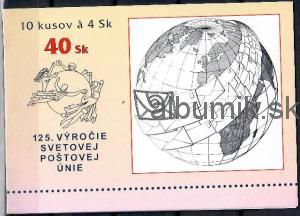 10 kusov à 4 Sk
40 Sk
albumik.sk
125. VÝROČIE
SVETOVEJ
POŠTOVEJ
ÚNIE